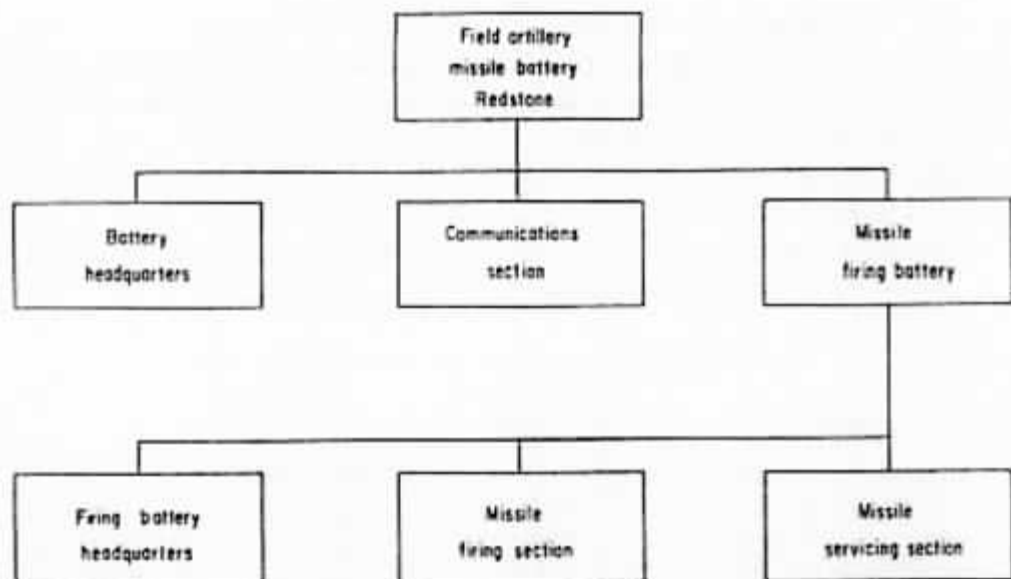 Field artillery
missile battery
Redstone
Battery
headquarters
Communications
section
Missile
firing battery
Firing battery
headquarters
Missile
firing section
Missile
servicing section